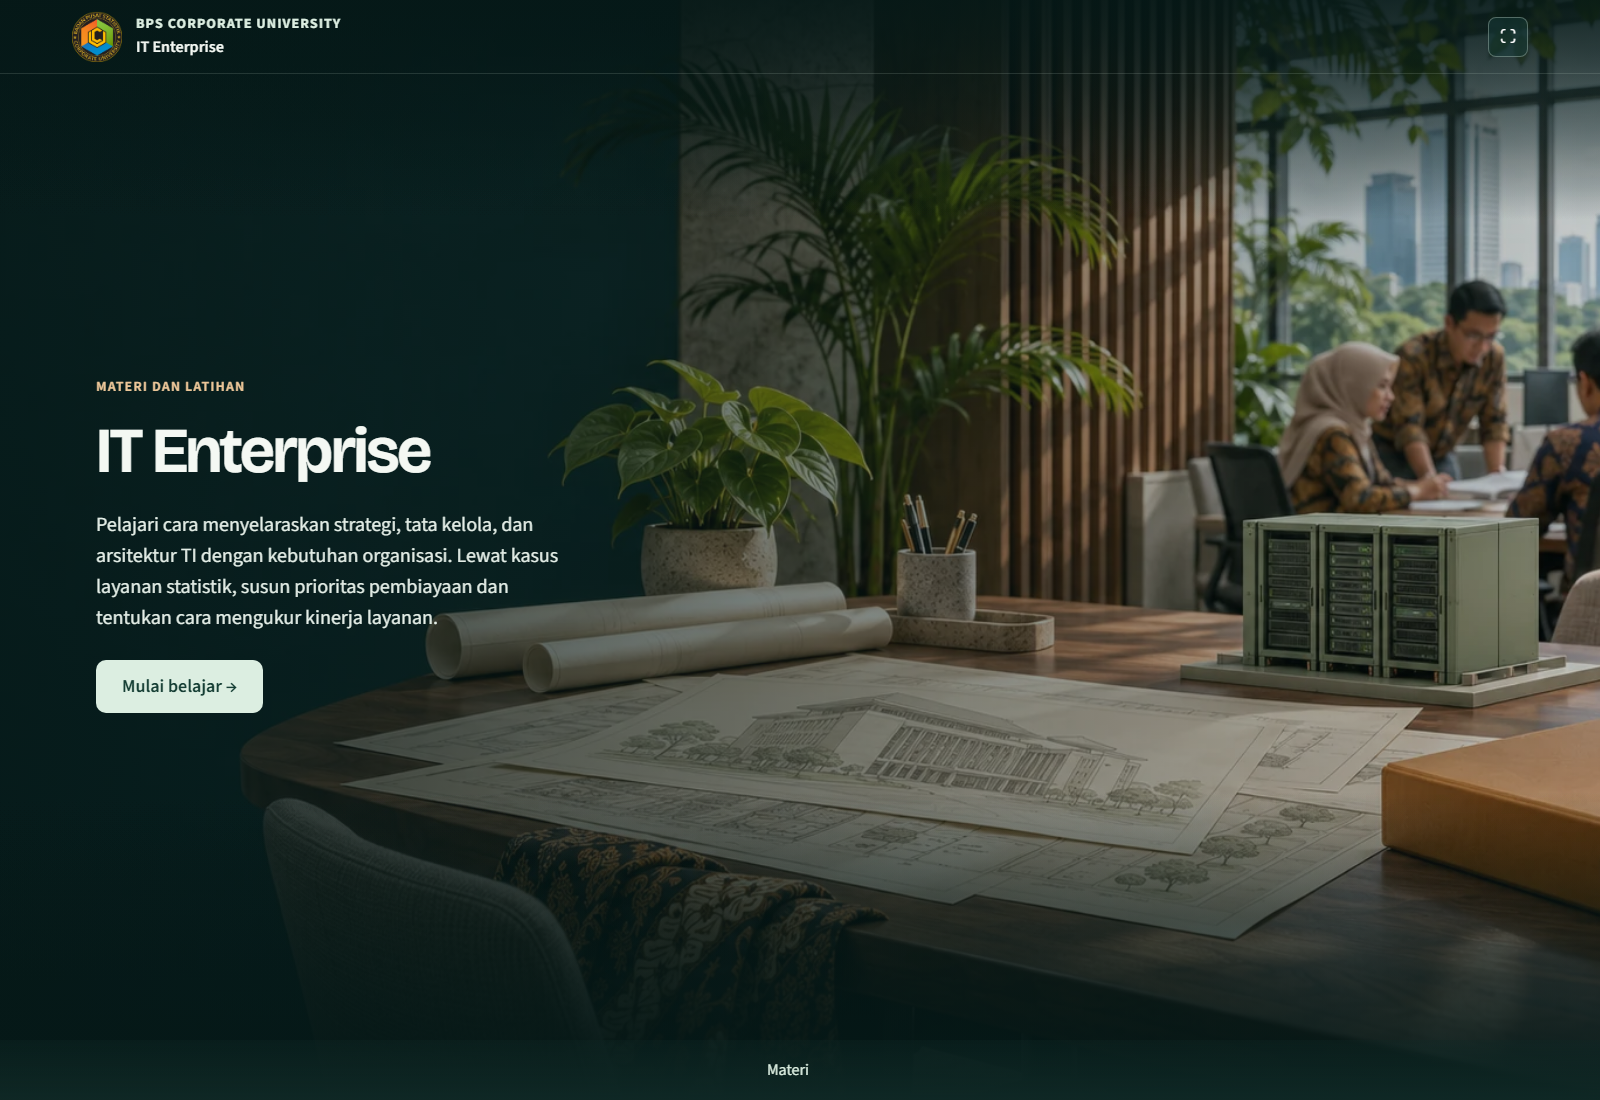 BPS CORPORATE UNIVERSITY
IT Enterprise
MATERI DAN LATIHAN
IT Enterprise
Pelajari cara menyelaraskan strategi, tata kelola, dan
arsitektur TI dengan kebutuhan organisasi. Lewat kasus
layanan statistik, susun prioritas pembiayaan dan
tentukan cara mengukur kinerja layanan.
Mulai belajar →
Materi